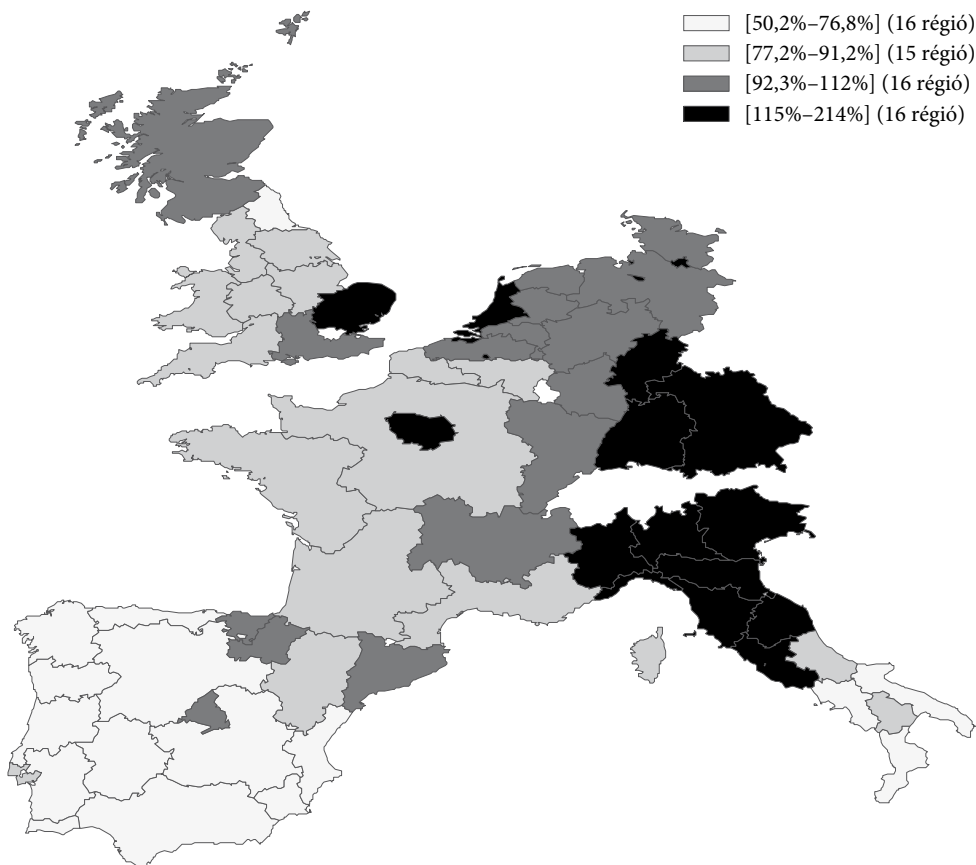 [50,2%–76,8%] (16 régió)
[77,2%–91,2%] (15 régió)
[92,3%–112%] (16 régió)
[115%–214%] (16 régió)